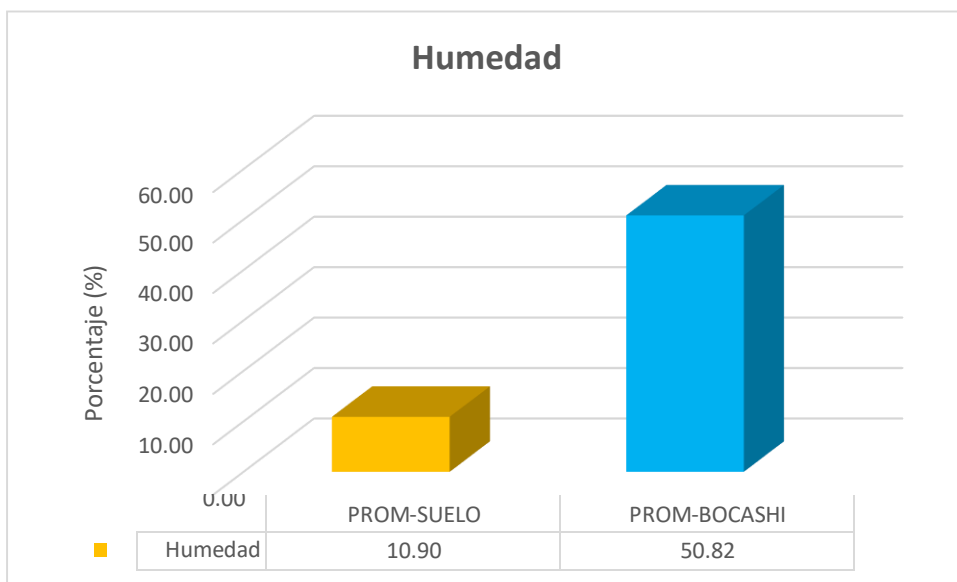 Humedad
Porcentaje (%)
60.00
50.00
40.00
30.00
20.00
10.00
0.00
PROM-SUELO PROM-BOCASHI
Humedad 10.90 50.82